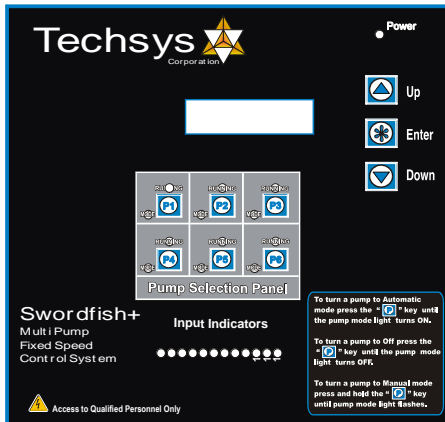 Techsys
Corporation
Power
Up
Enter
Down
RUNNING RUNNING RUNNING
P1 P2 P3
MODE MODE MODE
RUNNING RUNNING RUNNING
P4 P5 P6
MODE MODE MODE
Pump Selection Panel
Swordfish+
Multi Pump
Fixed Speed
Control System
Input Indicators
To turn a pump to Automatic
mode press the " P " key until
the pump mode light turns ON.
To turn a pump to Off press the
" P " key until the pump mode
light turns OFF.
To turn a pump to Manual mode
press and hold the " P " key
until pump mode light flashes.
Access to Qualified Personnel Only